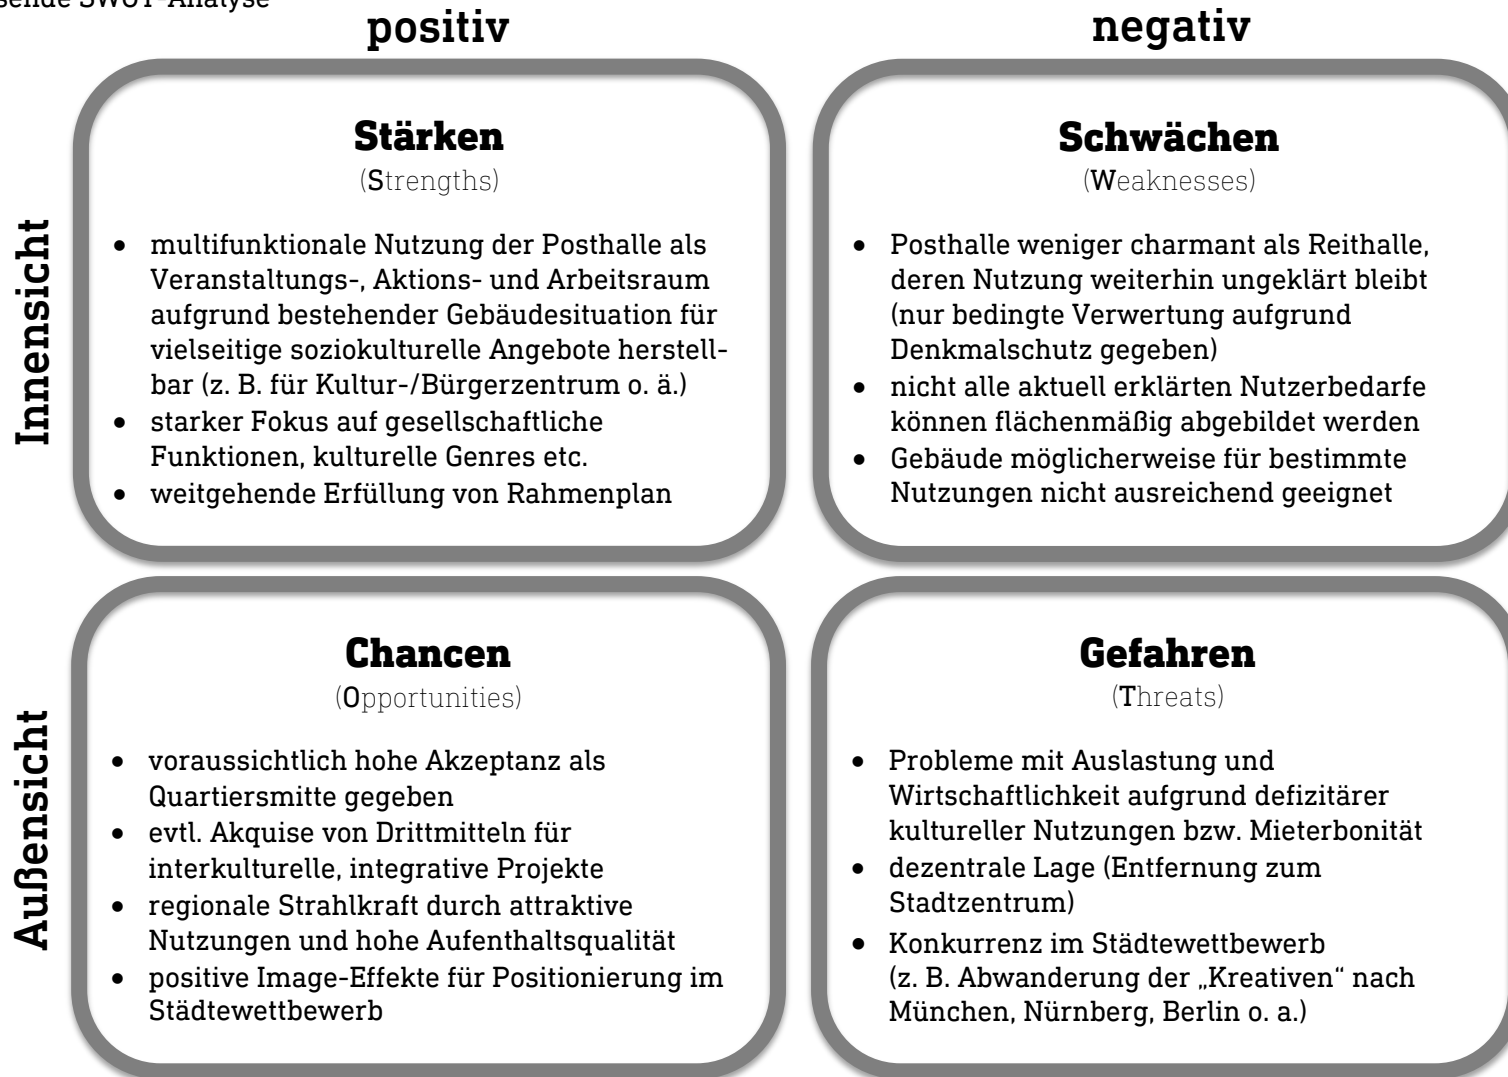 SWOT-Analyse
positiv
negativ
Innensicht
Stärken
(Strengths)
• multifunktionale Nutzung der Posthalle als
Veranstaltungs-, Aktions- und Arbeitsraum
aufgrund bestehender Gebäudesituation für
vielseitige soziokulturelle Angebote herstell-
bar (z. B. für Kultur-/Bürgerzentrum o. ä.)
• starker Fokus auf gesellschaftliche
Funktionen, kulturelle Genres etc.
• weitgehende Erfüllung von Rahmenplan
Schwächen
(Weaknesses)
• Posthalle weniger charmant als Reithalle,
deren Nutzung weiterhin ungeklärt bleibt
(nur bedingte Verwertung aufgrund
Denkmalschutz gegeben)
• nicht alle aktuell erklärten Nutzerbedarfe
können flächenmäßig abgebildet werden
• Gebäude möglicherweise für bestimmte
Nutzungen nicht ausreichend geeignet
Außensicht
Chancen
(Opportunities)
• voraussichtlich hohe Akzeptanz als
Quartiersmitte gegeben
• evtl. Akquise von Drittmitteln für
interkulturelle, integrative Projekte
• regionale Strahlkraft durch attraktive
Nutzungen und hohe Aufenthaltsqualität
• positive Image-Effekte für Positionierung im
Städtewettbewerb
Gefahren
(Threats)
• Probleme mit Auslastung und
Wirtschaftlichkeit aufgrund defizitärer
kultureller Nutzungen bzw. Mieterbonität
• dezentrale Lage (Entfernung zum
Stadtzentrum)
• Konkurrenz im Städtewettbewerb
(z. B. Abwanderung der „Kreativen“ nach
München, Nürnberg, Berlin o. a.)